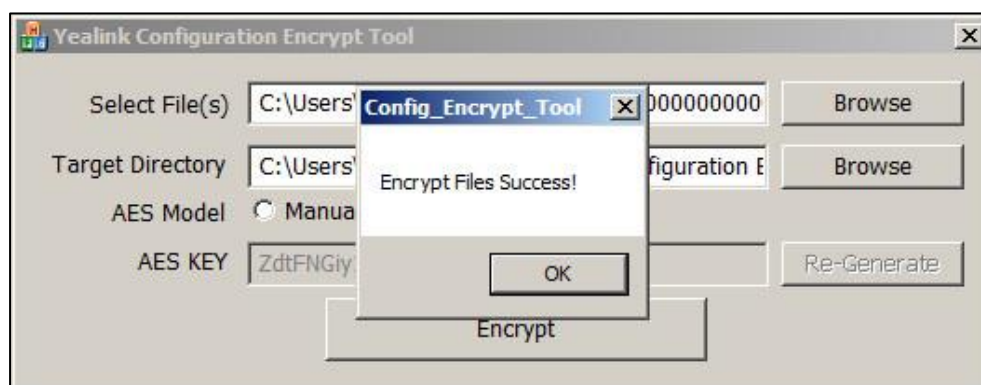 Yealink Configuration Encrypt Tool
Select File(s) C:\Users\ 000000000 Browse
Config_Encrypt_Tool
Target Directory C:\Users\ figuration E Browse
Encrypt Files Success!
AES Model Manua
AES KEY ZdtFNGiy Re-Generate
OK
Encrypt